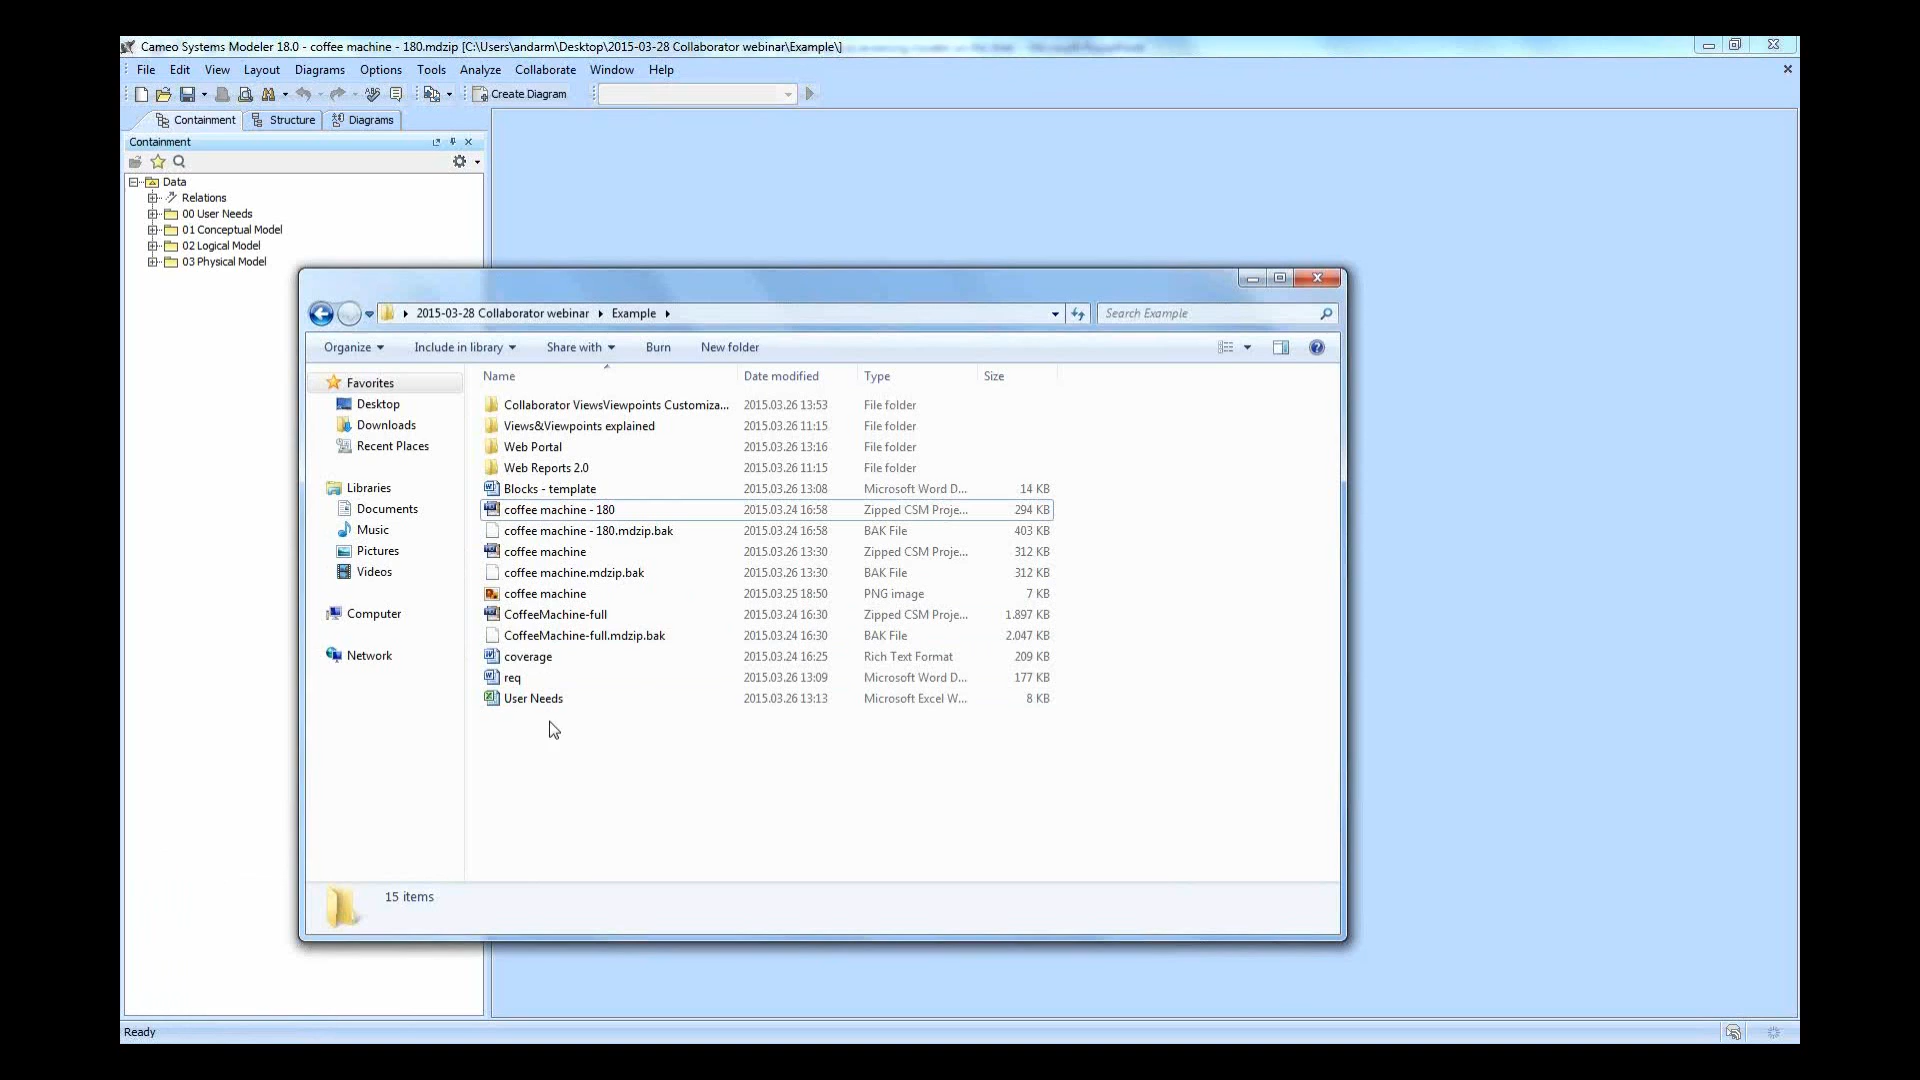 Cameo Systems Modeler 18.0 - coffee machine - 180.mdzip [C:\Users\andarm\Desktop\2015-03-28 Collaborator webinar\Example\]
File Edit View Layout Diagrams Options Tools Analyze Collaborate Window Help
Create Diagram
Containment Structure Diagrams
Containment
Data
Relations
00 User Needs
01 Conceptual Model
02 Logical Model
03 Physical Model
2015-03-28 Collaborator webinar Example
Search Example
Organize Include in library Share with Burn New folder
Favorites
Desktop
Downloads
Recent Places
Libraries
Documents
Music
Pictures
Videos
Computer
Network
Name Date modified Type Size
Collaborator ViewsViewpoints Customiza... 2015.03.26 13:53 File folder
Views&Viewpoints explained 2015.03.26 11:15 File folder
Web Portal 2015.03.26 13:16 File folder
Web Reports 2.0 2015.03.26 11:15 File folder
Blocks - template 2015.03.26 13:08 Microsoft Word D... 14 KB
coffee machine - 180 2015.03.24 16:58 Zipped CSM Proje... 294 KB
coffee machine - 180.mdzip.bak 2015.03.24 16:58 BAK File 403 KB
coffee machine 2015.03.26 13:30 Zipped CSM Proje... 312 KB
coffee machine.mdzip.bak 2015.03.26 13:30 BAK File 312 KB
coffee machine 2015.03.25 18:50 PNG image 7 KB
CoffeeMachine-full 2015.03.24 16:30 Zipped CSM Proje... 1.897 KB
CoffeeMachine-full.mdzip.bak 2015.03.24 16:30 BAK File 2.047 KB
coverage 2015.03.24 16:25 Rich Text Format 209 KB
req 2015.03.26 13:09 Microsoft Word D... 177 KB
User Needs 2015.03.26 13:13 Microsoft Excel W... 8 KB
15 items
Ready